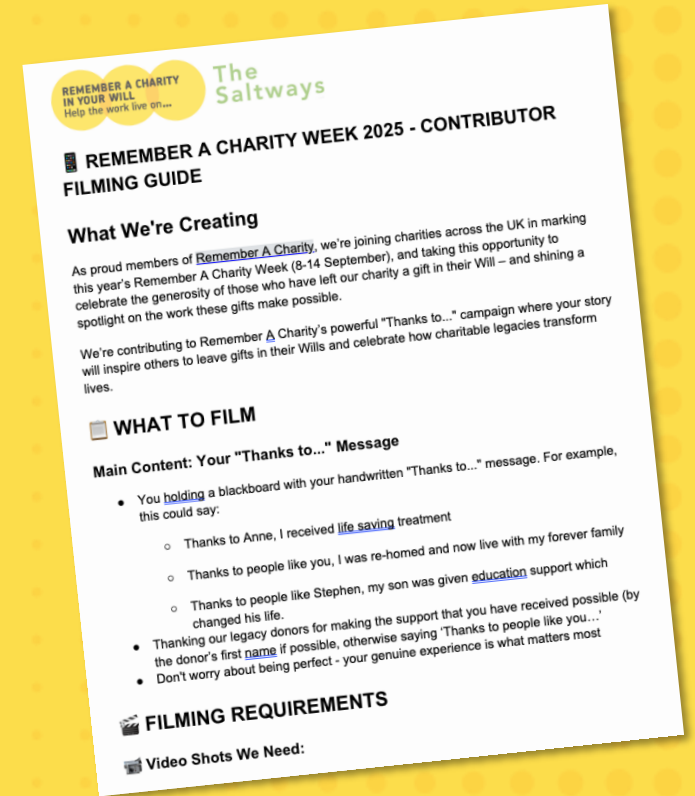 REMEMBER A CHARITY
IN YOUR WILL
Help the work live on...
The
Saltways
📱 REMEMBER A CHARITY WEEK 2025 - CONTRIBUTOR
FILMING GUIDE
What We're Creating
As proud members of Remember A Charity, we're joining charities across the UK in marking
this year's Remember A Charity Week (8-14 September), and taking this opportunity to
celebrate the generosity of those who have left our charity a gift in their Will – and shining a
spotlight on the work these gifts make possible.
We're contributing to Remember A Charity's powerful "Thanks to..." campaign where your story
will inspire others to leave gifts in their Wills and celebrate how charitable legacies transform
lives.
📋 WHAT TO FILM
Main Content: Your "Thanks to..." Message
● You holding a blackboard with your handwritten "Thanks to..." message. For example,
this could say:
○ Thanks to Anne, I received life saving treatment
○ Thanks to people like you, I was re-homed and now live with my forever family
○ Thanks to people like Stephen, my son was given education support which
changed his life.
● Thanking our legacy donors for making the support that you have received possible (by
the donor's first name if possible, otherwise saying 'Thanks to people like you…'
● Don't worry about being perfect - your genuine experience is what matters most
🎬 FILMING REQUIREMENTS
📹 Video Shots We Need: